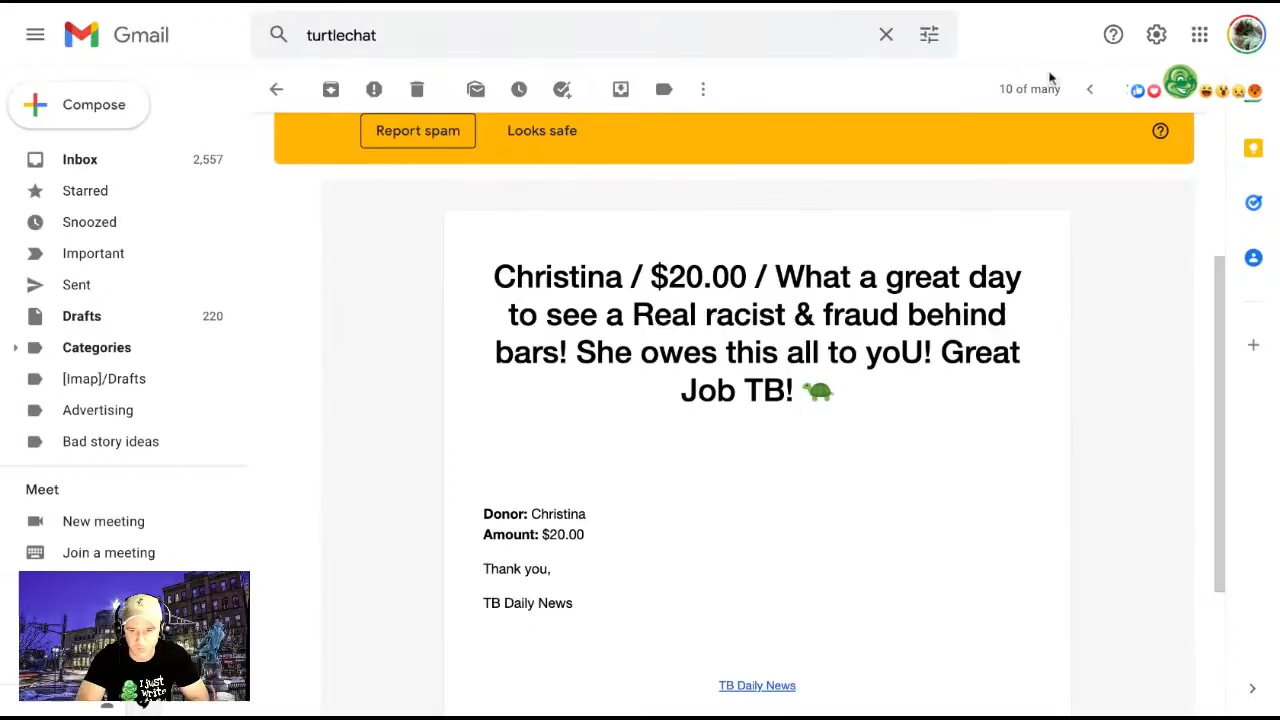 Gmail
turtlechat
Compose
10 of many
Report spam
Looks safe
Inbox 2,557
Starred
Snoozed
Important
Sent
Drafts 220
Categories
[Imap]/Drafts
Advertising
Bad story ideas
Meet
New meeting
Join a meeting
Christina / $20.00 / What a great day
to see a Real racist & fraud behind
bars! She owes this all to yoU! Great
Job TB! 🐢
Donor: Christina
Amount: $20.00
Thank you,
TB Daily News
TB Daily News
I just
write